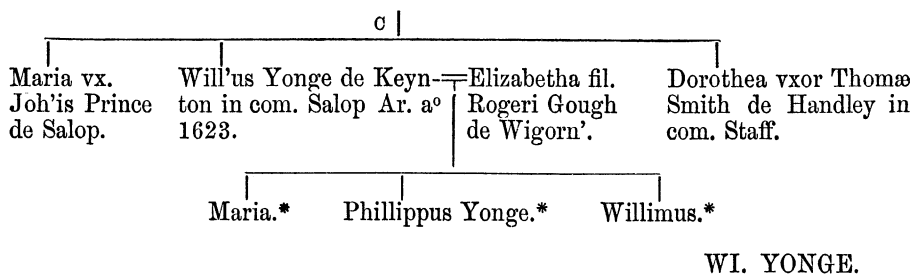 C
Maria vx.
Joh'is Prince
de Salop.
Will'us Yonge de Keyn-
ton in com. Salop Ar. aº
1623.
Elizabetha fil.
Rogeri Gough
de Wigorn'.
Dorothea vxor Thomæ
Smith de Handley in
com. Staff.
Maria.*
Phillippus Yonge.*
Willimus.*
WI. YONGE.